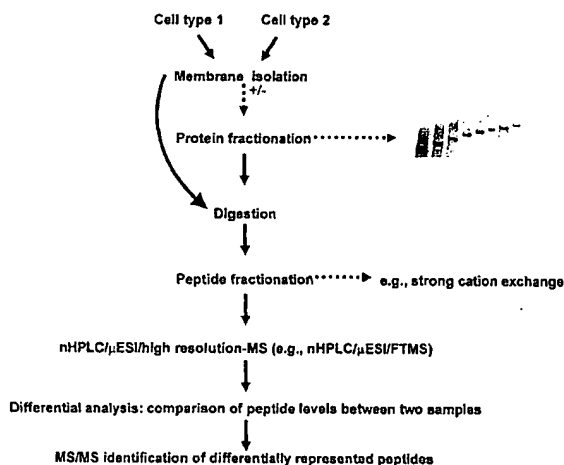 Cell type 1 Cell type 2
Membrane isolation
+/-
Protein fractionation
Digestion
Peptide fractionation e.g., strong cation exchange
nHPLC/μESI/high resolution-MS (e.g., nHPLC/μESI/FTMS)
Differential analysis: comparison of peptide levels between two samples
MS/MS identification of differentially represented peptides